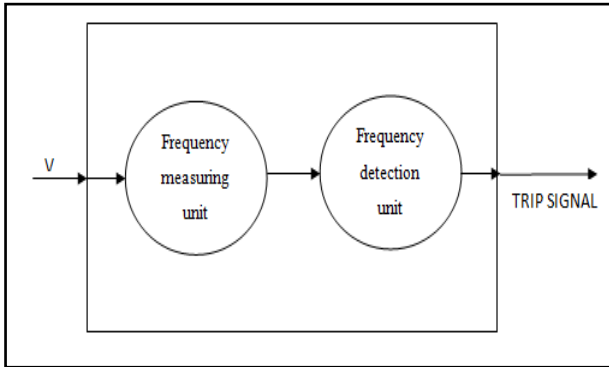 V
Frequency
measuring
unit
Frequency
detection
unit
TRIP SIGNAL